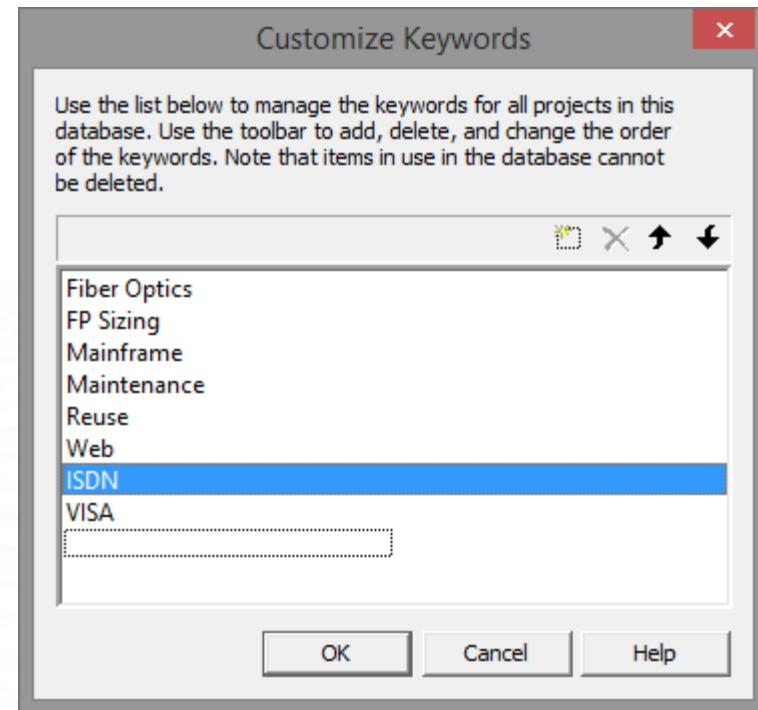 Customize Keywords
Use the list below to manage the keywords for all projects in this
database. Use the toolbar to add, delete, and change the order
of the keywords. Note that items in use in the database cannot
be deleted.
Fiber Optics
FP Sizing
Mainframe
Maintenance
Reuse
Web
ISDN
VISA
OK
Cancel
Help